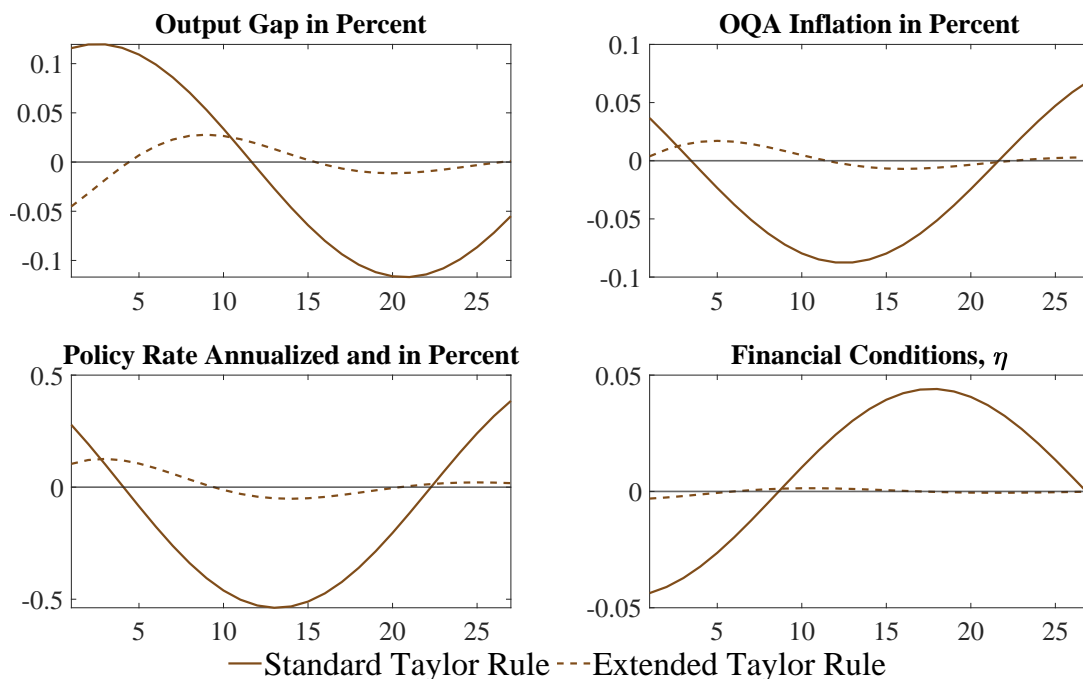 Output Gap in Percent
0.1
0.05
0
-0.05
-0.1
5 10 15 20 25
OQA Inflation in Percent
0.1
0.05
0
-0.05
-0.1
5 10 15 20 25
Policy Rate Annualized and in Percent
0.5
0
-0.5
5 10 15 20 25
Financial Conditions, η
0.05
0
-0.05
5 10 15 20 25
Standard Taylor Rule Extended Taylor Rule